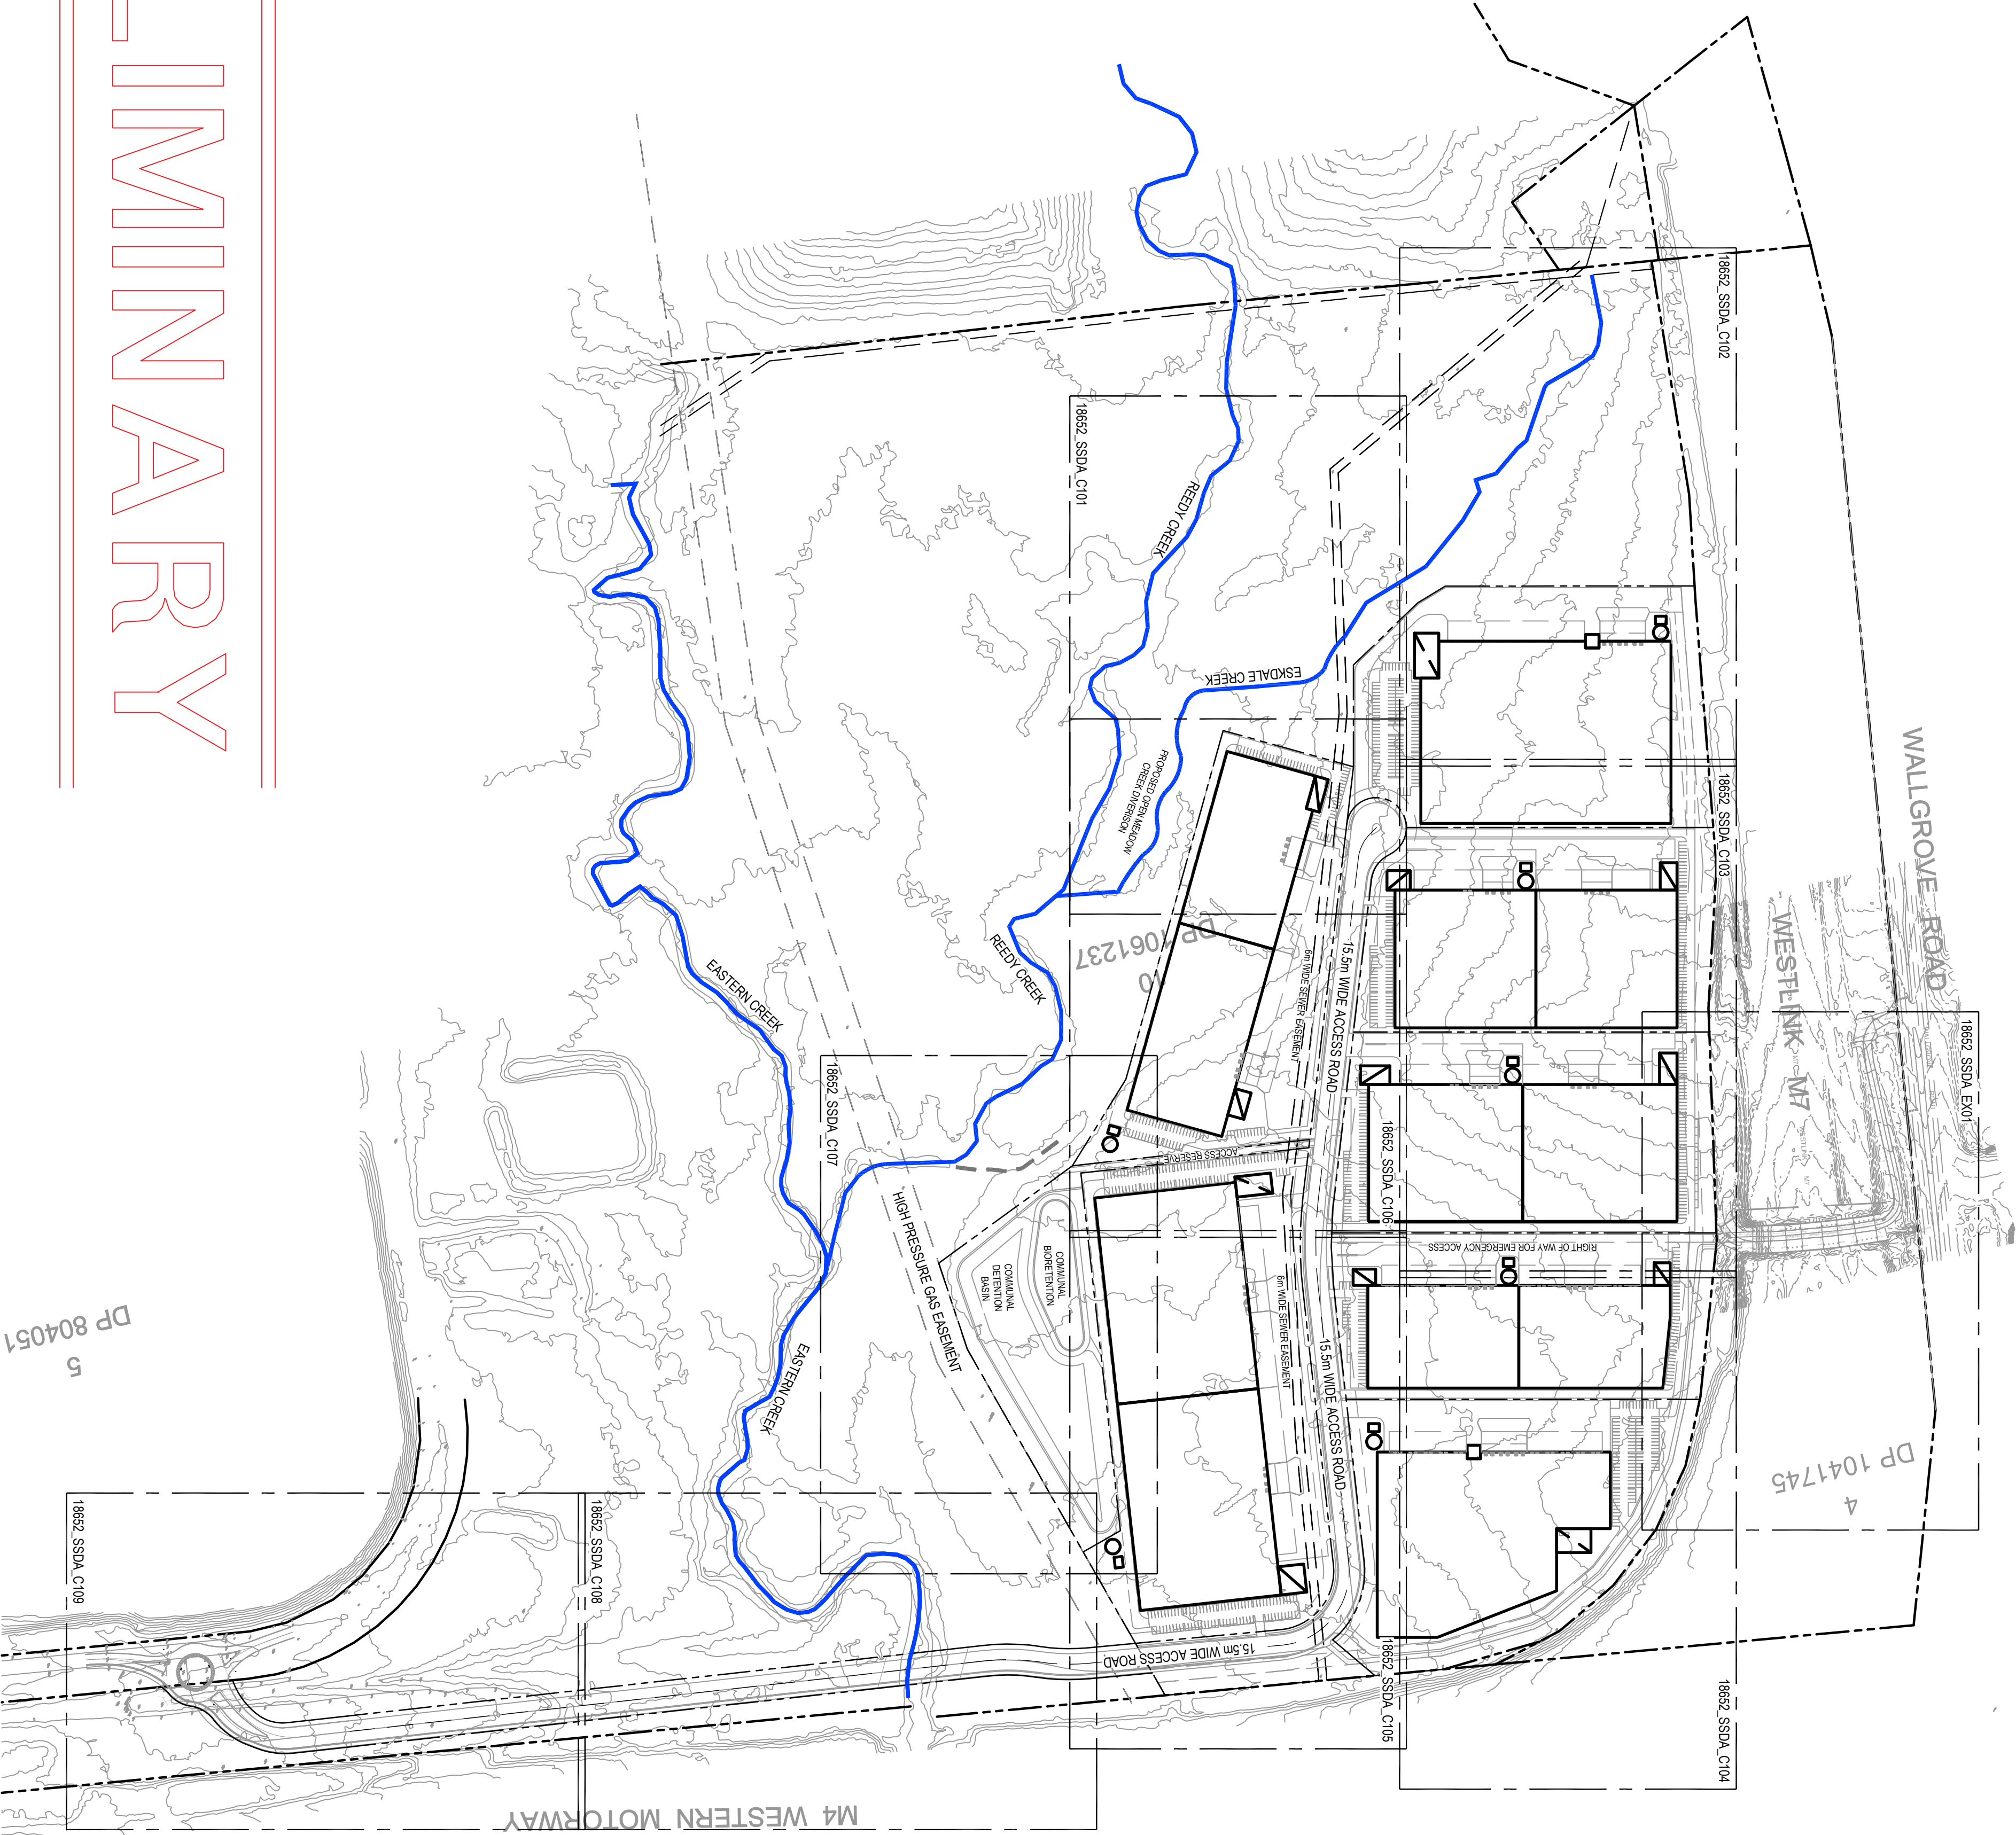 LIMINARY
18652_SSDA_C102
18652_SSDA_C101
REEDY CREEK
ESKDALE CREEK
PROPOSED OPEN MEADOW
CREEK DIVERISON
18652_SSDA_C103
WALLGROVE ROAD
WESTLINK M7
DP 1061237
10
REEDY CREEK
EASTERN CREEK
6m WIDE SEWER EASEMENT
15.5m WIDE ACCESS ROAD
18652_SSDA_EX01
18652_SSDA_C107
18652_SSDA_C106
ACCESS RESERVE
HIGH PRESSURE GAS EASEMENT
COMMUNAL
BIORETENTION
COMMUNAL
DETENTION
BASIN
RIGHT OF WAY FOR EMERGENCY ACCESS
6m WIDE SEWER EASEMENT
15.5m WIDE ACCESS ROAD
EASTERN CREEK
DP 804051
5
DP 1041745
4
18652_SSDA_C109
18652_SSDA_C108
15.5m WIDE ACCESS ROAD
18652_SSDA_C105
18652_SSDA_C104
M4 WESTERN MOTORWAY